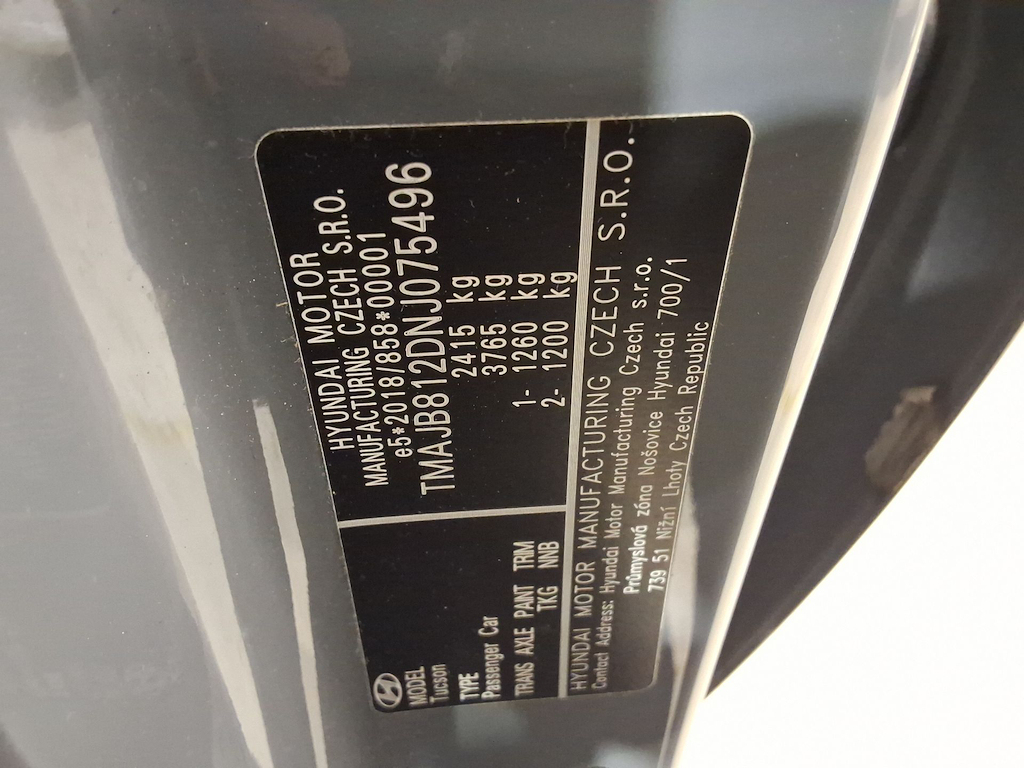 MODEL
Tucson
TYPE
Passenger Car
TRANS AXLE PAINT TRIM
TKG NNB
HYUNDAI MOTOR
MANUFACTURING CZECH S.R.O.
e5*2018/858*00001
TMAJB812DNJ075496
2415 kg
3765 kg
1- 1260 kg
2- 1200 kg
HYUNDAI MOTOR MANUFACTURING CZECH S.R.O.
Contact Address: Hyundai Motor Manufacturing Czech s.r.o.
Průmyslová zóna Nošovice Hyundai 700/1
739 51 Nižní Lhoty Czech Republic